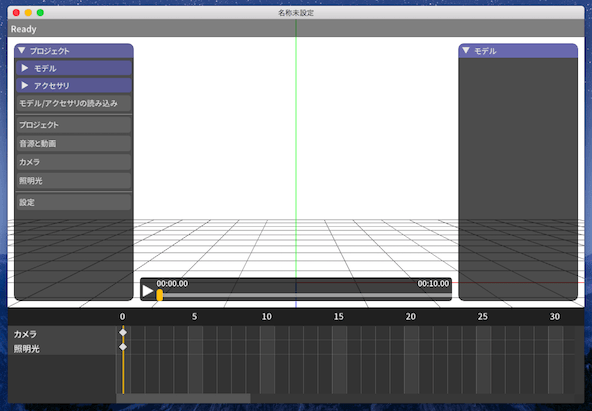 名称未設定
Ready
プロジェクト
モデル
アクセサリ
モデル/アクセサリの読み込み
プロジェクト
音源と動画
カメラ
照明光
設定
モデル
00:00.00 00:10.00
0 5 10 15 20 25 30
カメラ
照明光